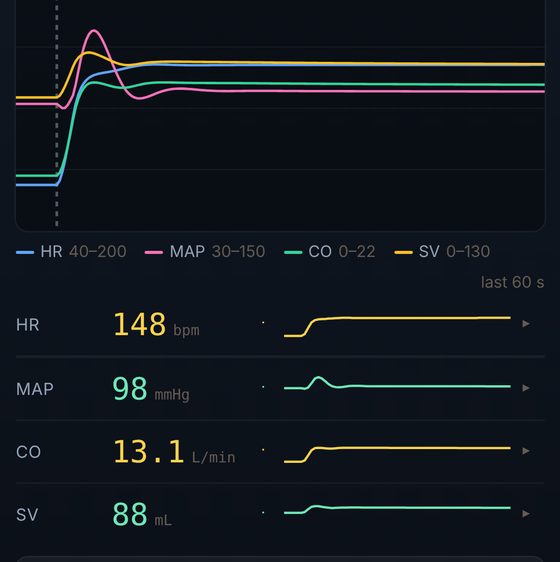 HR 40–200 MAP 30–150 CO 0–22 SV 0–130
last 60 s
HR 148 bpm
MAP 98 mmHg
CO 13.1 L/min
SV 88 mL